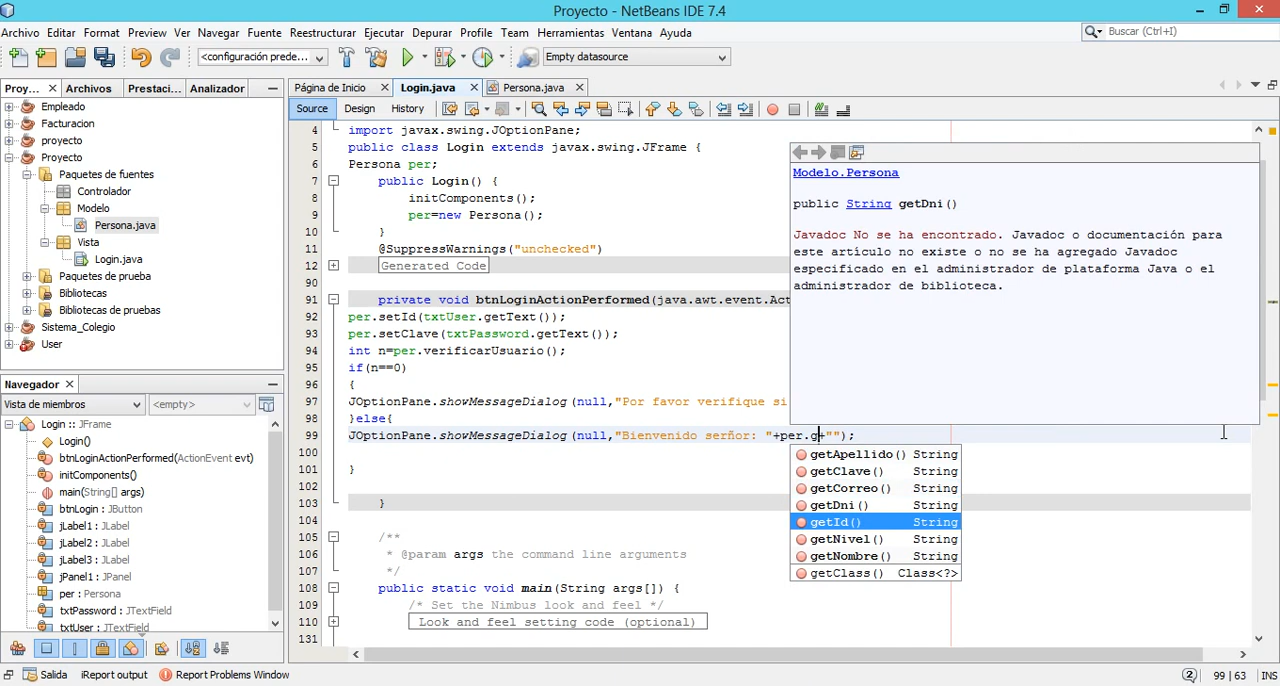 Proyecto - NetBeans IDE 7.4
Archivo Editar Format Preview Ver Navegar Fuente Reestructurar Ejecutar Depurar Profile Team Herramientas Ventana Ayuda
Buscar (Ctrl+I)
<configuración prede...
Empty datasource
Proy... Archivos Prestaci... Analizador
Página de Inicio Login.java Persona.java
Source Design History
Empleado
Facturacion
proyecto
Proyecto
Paquetes de fuentes
Controlador
Modelo
Persona.java
Vista
Login.java
Paquetes de prueba
Bibliotecas
Bibliotecas de pruebas
Sistema_Colegio
User
Navegador
Vista de miembros <empty>
Login :: JFrame
Login()
btnLoginActionPerformed(ActionEvent evt)
initComponents()
main(String[] args)
btnLogin : JButton
jLabel1 : JLabel
jLabel2 : JLabel
jLabel3 : JLabel
jPanel1 : JPanel
per : Persona
txtPassword : JTextField
txtUser : JTextField
4 import javax.swing.JOptionPane;
5 public class Login extends javax.swing.JFrame {
6 Persona per;
7 public Login() {
8 initComponents();
9 per=new Persona();
10 }
11 @SuppressWarnings("unchecked")
12 Generated Code
90
91 private void btnLoginActionPerformed(java.awt.event.Act
92 per.setId(txtUser.getText());
93 per.setClave(txtPassword.getText());
94 int n=per.verificarUsuario();
95 if(n==0)
96 {
97 JOptionPane.showMessageDialog(null,"Por favor verifique si
98 }else{
99 JOptionPane.showMessageDialog(null,"Bienvenido serñor: "+per.g+"");
100
101 }
102
103 }
104
105 /**
106 * @param args the command line arguments
107 */
108 public static void main(String args[]) {
109 /* Set the Nimbus look and feel */
110 Look and feel setting code (optional)
131
Modelo.Persona
public String getDni()
Javadoc No se ha encontrado. Javadoc o documentación para
este artículo no existe o no se ha agregado Javadoc
especificado en el administrador de plataforma Java o el
administrador de biblioteca.
getApellido() String
getClave() String
getCorreo() String
getDni() String
getId() String
getNivel() String
getNombre() String
getClass() Class<?>
Salida iReport output Report Problems Window
2 99 | 63 INS